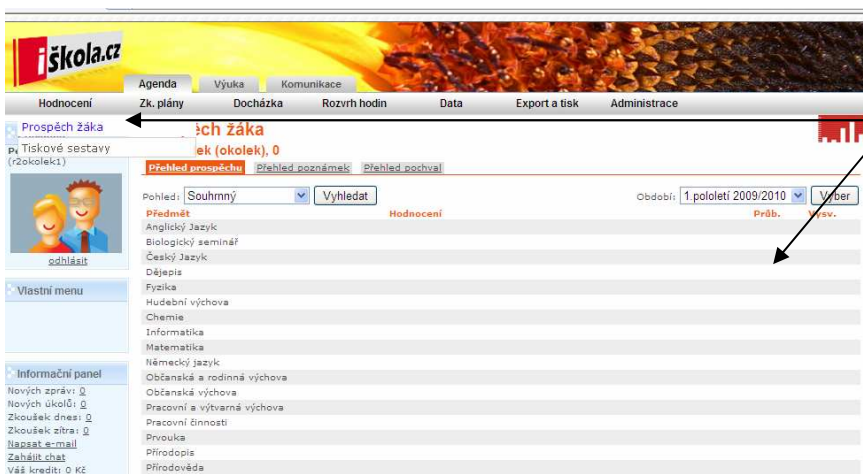 iškola.cz
Agenda Výuka Komunikace
Hodnocení Zk. plány Docházka Rozvrh hodin Data Export a tisk Administrace
Prospěch žáka
Tiskové sestavy
ěch žáka
ek (okolek), 0
(r2okolek1)
Přehled prospěchu Přehled poznámek Přehled pochval
Pohled: Souhrnný Vyhledat Období: 1.pololetí 2009/2010 Vyber
Předmět Hodnocení Průb. Vysv.
Anglický Jazyk
Biologický seminář
Český Jazyk
Dějepis
Fyzika
Hudební výchova
Chemie
Informatika
Matematika
Německý jazyk
Občanská a rodinná výchova
Občanská výchova
Pracovní a výtvarná výchova
Pracovní činnosti
Prvouka
Přírodopis
Přírodověda
odhlásit
Vlastní menu
Informační panel
Nových zpráv: 0
Nových úkolů: 0
Zkoušek dnes: 0
Zkoušek zítra: 0
Napsat e-mail
Zahájit chat
Váš kredit: 0 Kč